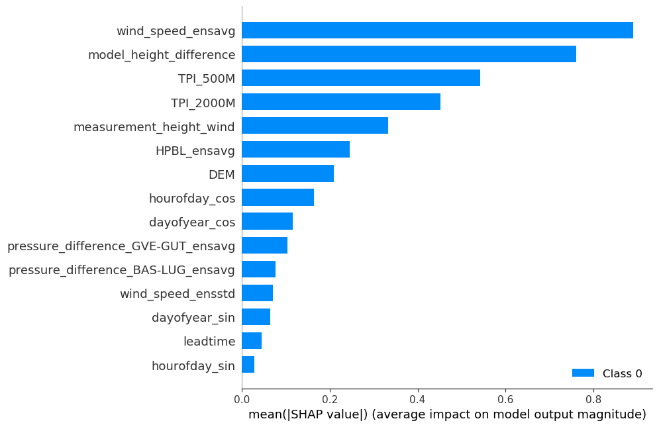 wind_speed_ensavg
model_height_difference
TPI_500M
TPI_2000M
measurement_height_wind
HPBL_ensavg
DEM
hourofday_cos
dayofyear_cos
pressure_difference_GVE-GUT_ensavg
pressure_difference_BAS-LUG_ensavg
wind_speed_ensstd
dayofyear_sin
leadtime
hourofday_sin
Class 0
0.0 0.2 0.4 0.6 0.8
mean(|SHAP value|) (average impact on model output magnitude)